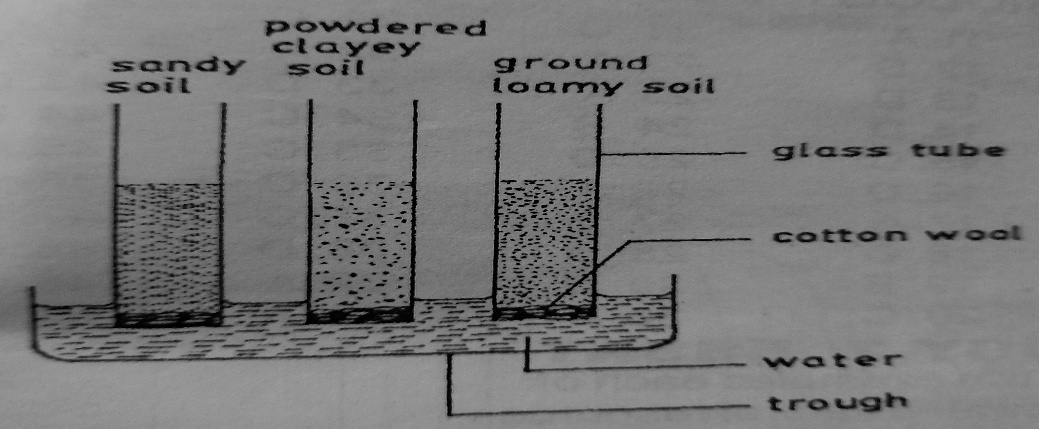 powdered
clayey
soil
sandy
soil
ground
loamy soil
glass tube
cotton wool
water
trough